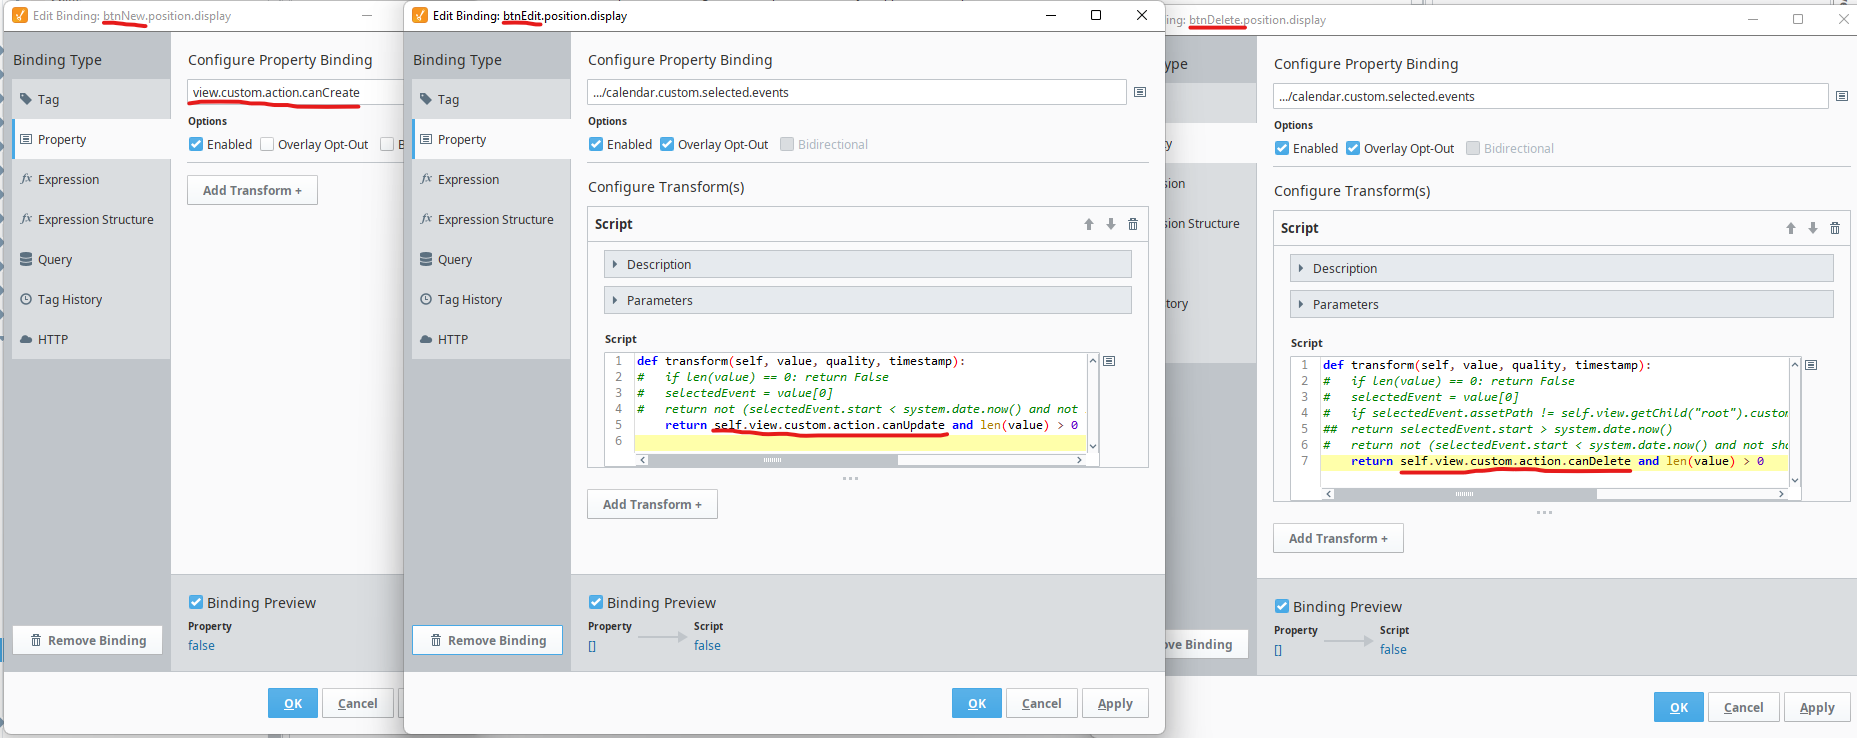 Edit Binding: btnNew.position.display
Binding Type
Tag
Property
Expression
Expression Structure
Query
Tag History
HTTP
Remove Binding
Configure Property Binding
view.custom.action.canCreate
Options
Enabled
Overlay Opt-Out
B
Add Transform +
Binding Preview
Property
false
OK
Cancel
Edit Binding: btnEdit.position.display
Binding Type
Tag
Property
Expression
Expression Structure
Query
Tag History
HTTP
Remove Binding
Configure Property Binding
.../calendar.custom.selected.events
Options
Enabled
Overlay Opt-Out
Bidirectional
Configure Transform(s)
Script
Description
Parameters
Script
1 def transform(self, value, quality, timestamp):
2 # if len(value) == 0: return False
3 # selectedEvent = value[0]
4 # return not (selectedEvent.start < system.date.now() and not
5 return self.view.custom.action.canUpdate and len(value) > 0
6
Add Transform +
Binding Preview
Property
Script
[]
false
OK
Cancel
Apply
ing: btnDelete.position.display
ype
ty
sion
sion Structure
tory
ve Binding
Configure Property Binding
.../calendar.custom.selected.events
Options
Enabled
Overlay Opt-Out
Bidirectional
Configure Transform(s)
Script
Description
Parameters
Script
1 def transform(self, value, quality, timestamp):
2 # if len(value) == 0: return False
3 # selectedEvent = value[0]
4 # if selectedEvent.assetPath != self.view.getChild("root").custom
5 ## return selectedEvent.start > system.date.now()
6 # return not (selectedEvent.start < system.date.now() and not sho
7 return self.view.custom.action.canDelete and len(value) > 0
Add Transform +
Binding Preview
Property
Script
[]
false
OK
Cancel
Apply